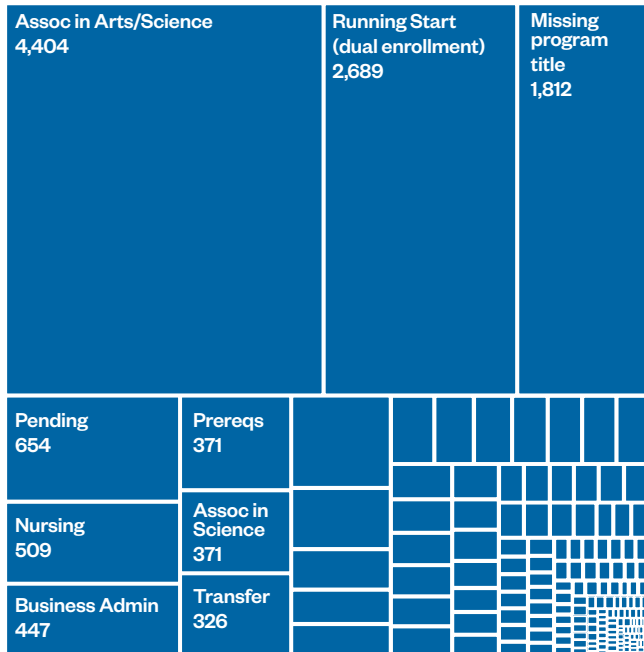 Assoc in Arts/Science
4,404
Running Start
(dual enrollment)
2,689
Missing
program
title
1,812
Pending
654
Nursing
509
Business Admin
447
Prereqs
371
Assoc in
Science
371
Transfer
326